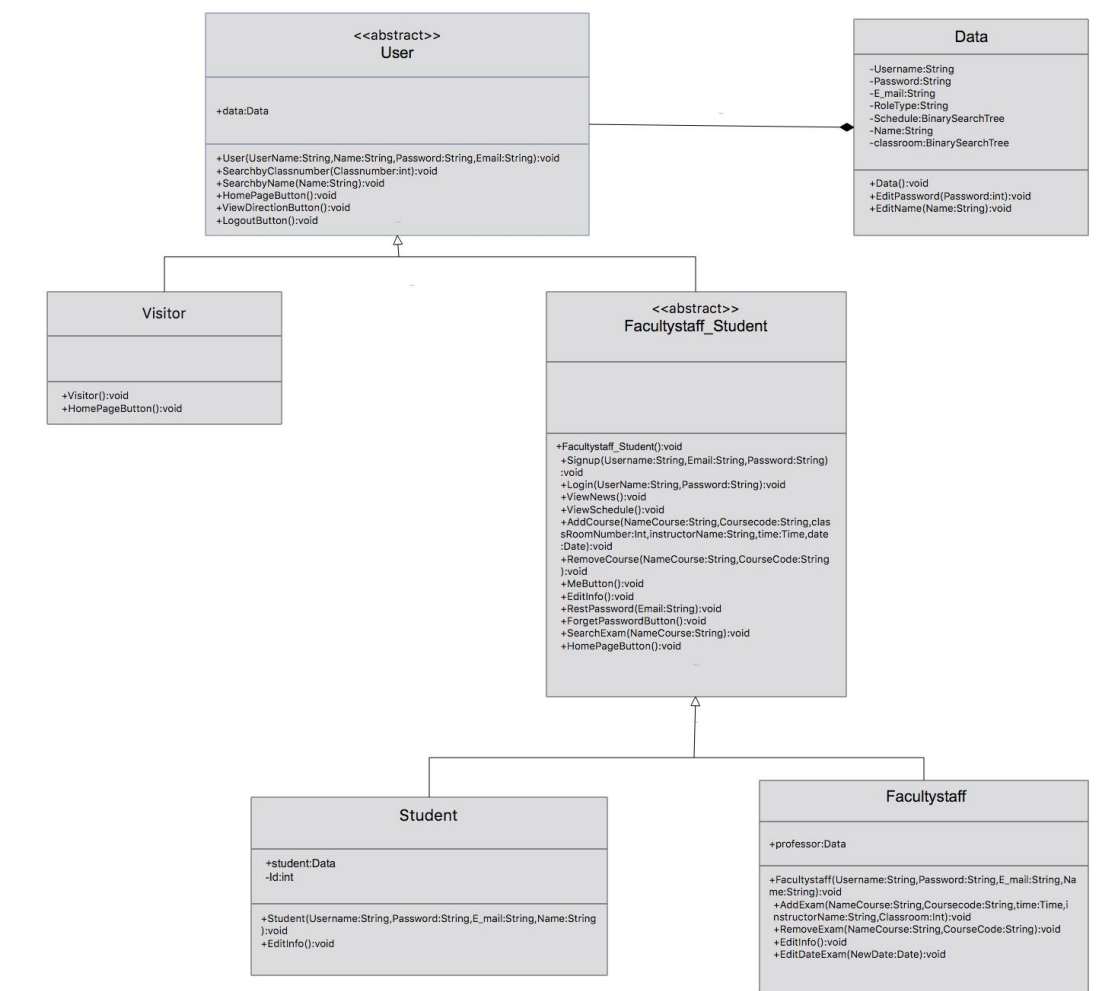 <<abstract>>
User
+data:Data
+User(UserName:String,Name:String,Password:String,Email:String):void
+SearchbyClassnumber(Classnumber:int):void
+SearchbyName(Name:String):void
+HomePageButton():void
+ViewDirectionButton():void
+LogoutButton():void
Data
-Username:String
-Password:String
-E_mail:String
-RoleType:String
-Schedule:BinarySearchTree
-Name:String
-classroom:BinarySearchTree
+Data():void
+EditPassword(Password:int):void
+EditName(Name:String):void
Visitor
+Visitor():void
+HomePageButton():void
<<abstract>>
Facultystaff_Student
+Facultystaff_Student():void
+Signup(Username:String,Email:String,Password:String)
:void
+Login(UserName:String,Password:String):void
+ViewNews():void
+ViewSchedule():void
+AddCourse(NameCourse:String,Coursecode:String,clas
sRoomNumber:Int,instructorName:String,time:Time,date
:Date):void
+RemoveCourse(NameCourse:String,CourseCode:String
):void
+MeButton():void
+EditInfo():void
+RestPassword(Email:String):void
+ForgetPasswordButton():void
+SearchExam(NameCourse:String):void
+HomePageButton():void
Student
+student:Data
-Id:int
+Student(Username:String,Password:String,E_mail:String,Name:String
):void
+EditInfo():void
Facultystaff
+professor:Data
+Facultystaff(Username:String,Password:String,E_mail:String,Na
me:String):void
+AddExam(NameCourse:String,Coursecode:String,time:Time,i
nstructorName:String,Classroom:Int):void
+RemoveExam(NameCourse:String,CourseCode:String):void
+EditInfo():void
+EditDateExam(NewDate:Date):void